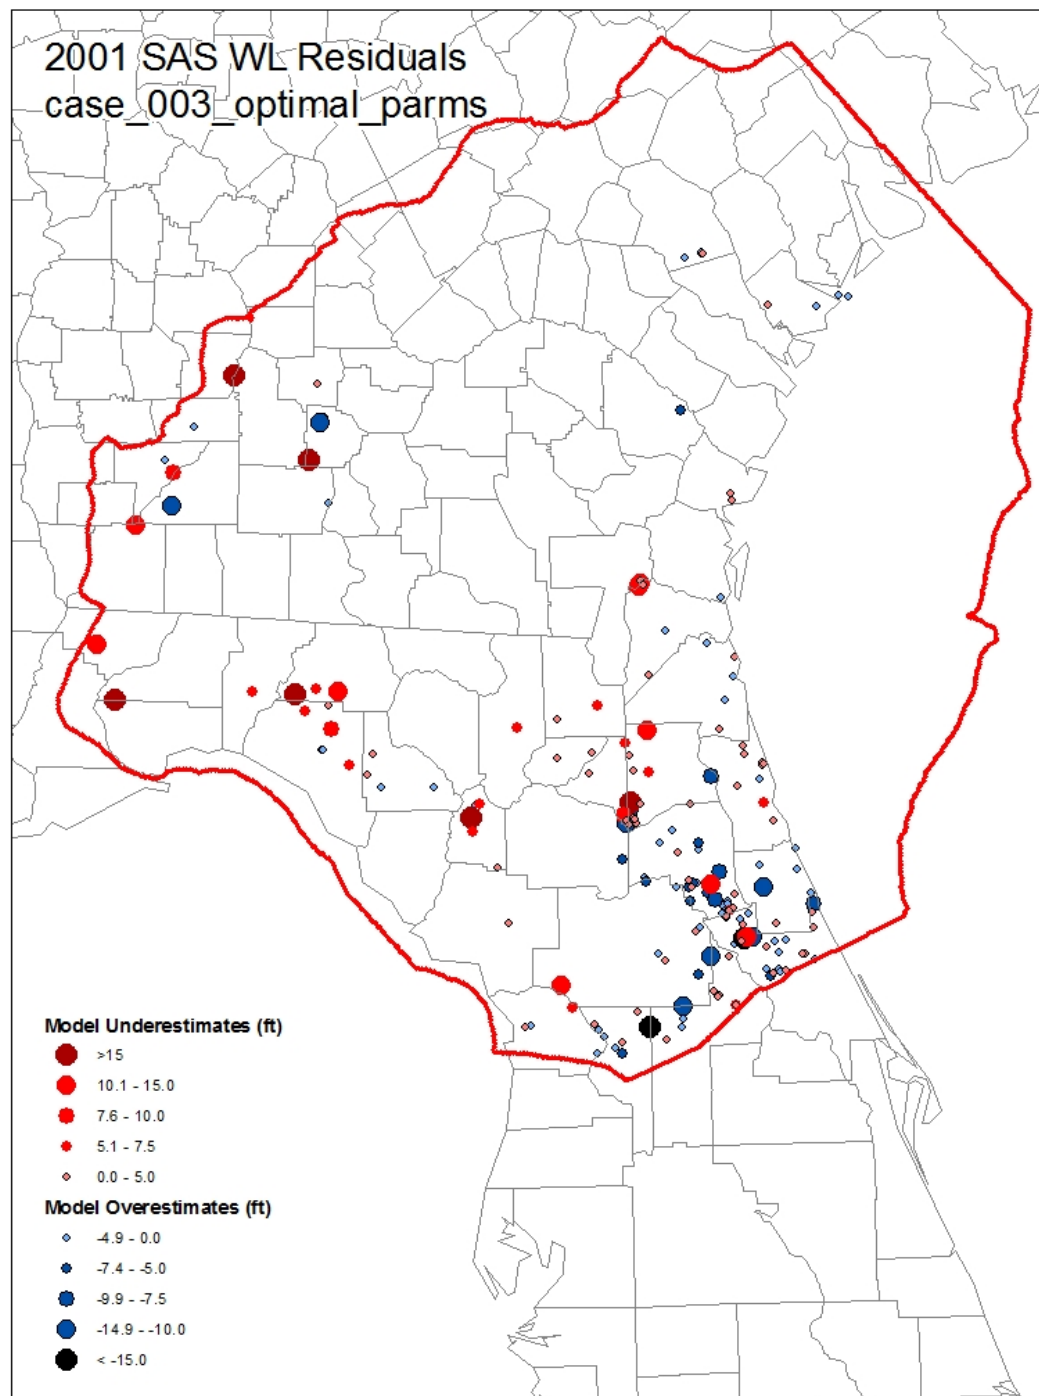 2001 SAS WL Residuals
case_003_optimal_parms
Model Underestimates (ft)
>15
10.1 - 15.0
7.6 - 10.0
5.1 - 7.5
0.0 - 5.0
Model Overestimates (ft)
-4.9 - 0.0
-7.4 - -5.0
-9.9 - -7.5
-14.9 - -10.0
< -15.0